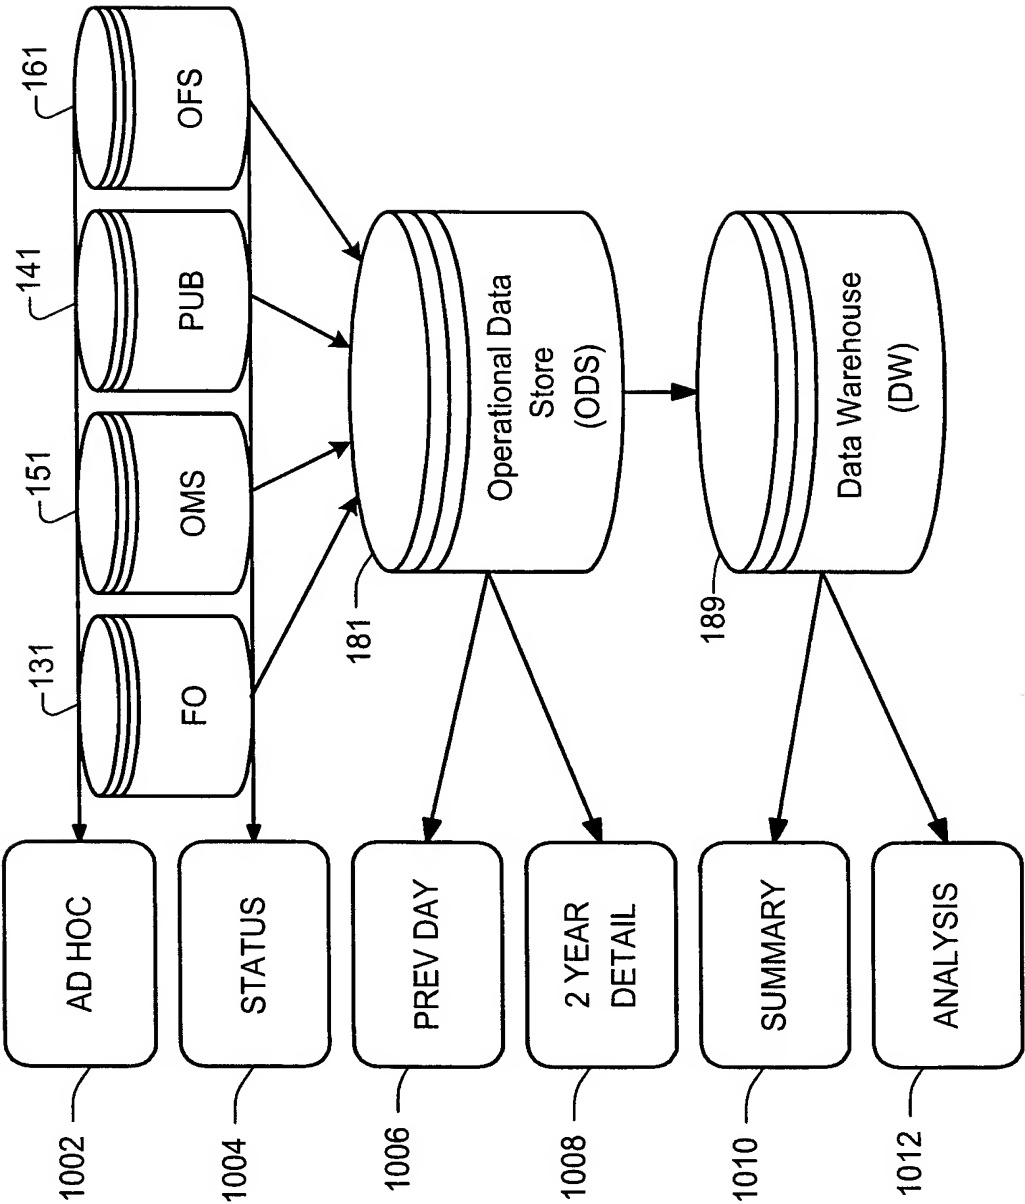 131
151
141
161
1002
AD HOC
FO
OMS
PUB
OFS
1004
STATUS
181
1006
PREV DAY
Operational Data
Store
(ODS)
1008
2 YEAR
DETAIL
189
1010
SUMMARY
Data Warehouse
(DW)
1012
ANALYSIS